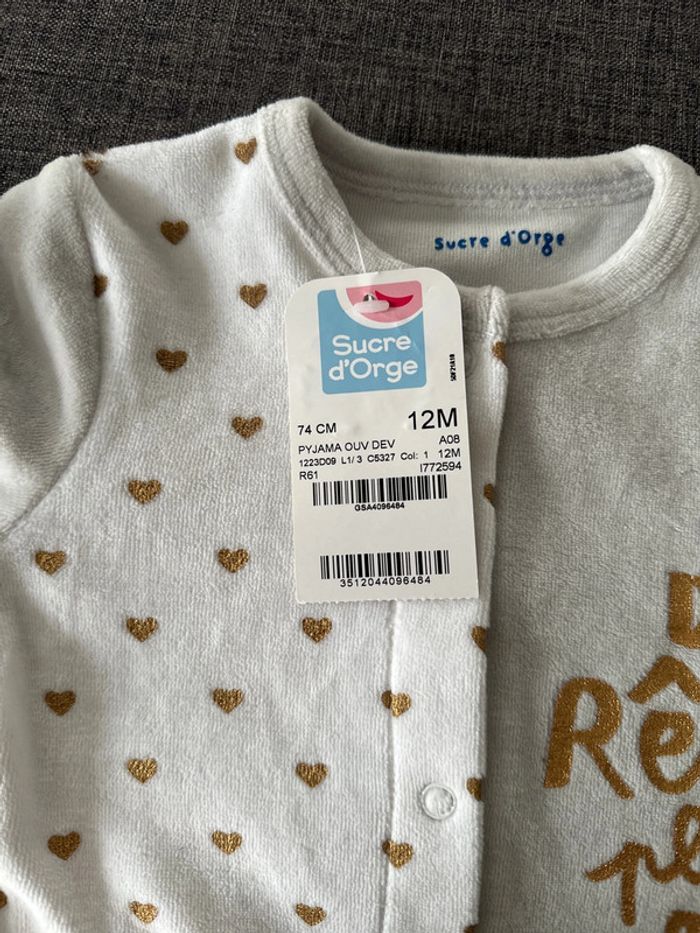 Sucre d'Orge
Sucre
d'Orge
74 CM 12M
PYJAMA OUV DEV A08
1223D09 L1/ 3 C5327 Col: 1 12M
R61 I772594
GSA4096484
3512044096484
Rê
pl